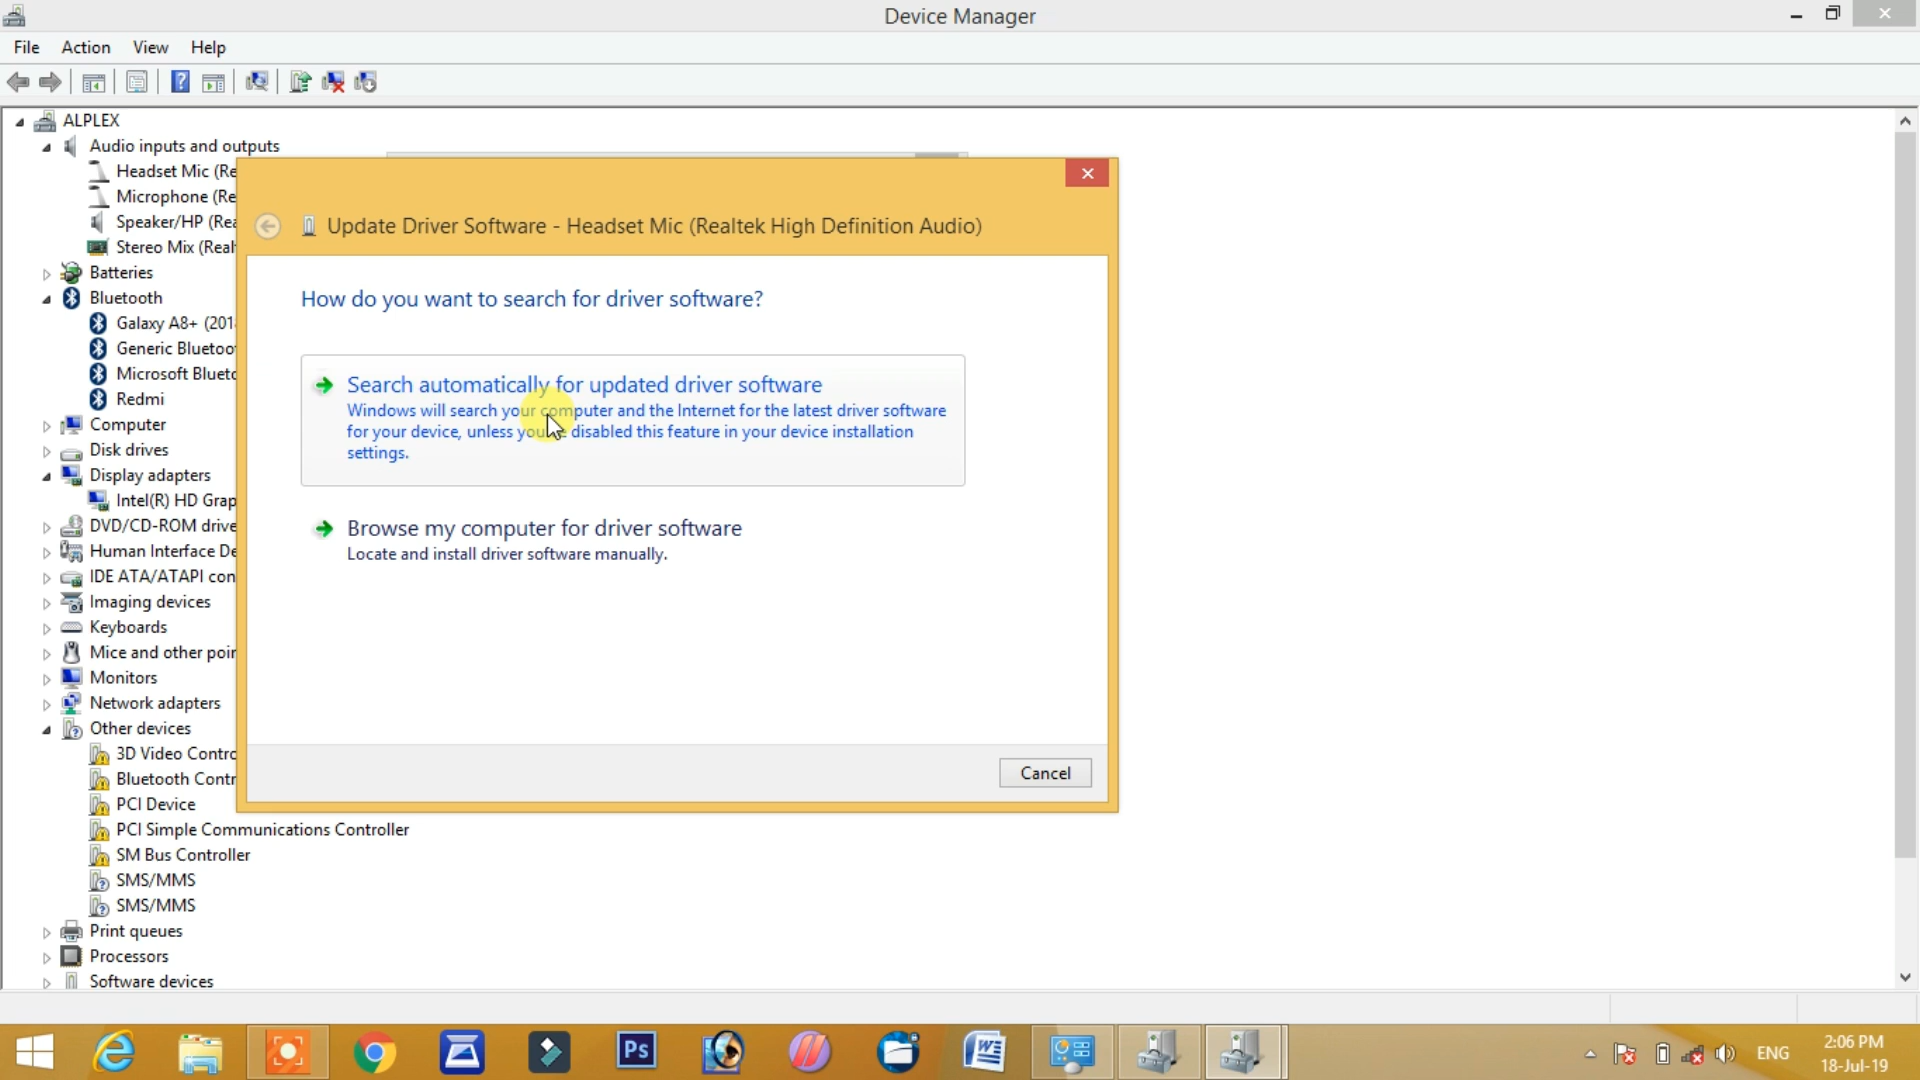 Device Manager
File Action View Help
ALPLEX
Audio inputs and outputs
Headset Mic (Re
Microphone (Re
Speaker/HP (Rea
Stereo Mix (Real
Batteries
Bluetooth
Galaxy A8+ (201
Generic Bluetoo
Microsoft Blueto
Redmi
Computer
Disk drives
Display adapters
Intel(R) HD Grap
DVD/CD-ROM drive
Human Interface De
IDE ATA/ATAPI con
Imaging devices
Keyboards
Mice and other poin
Monitors
Network adapters
Other devices
3D Video Contro
Bluetooth Contr
PCI Device
PCI Simple Communications Controller
SM Bus Controller
SMS/MMS
SMS/MMS
Print queues
Processors
Software devices
Update Driver Software - Headset Mic (Realtek High Definition Audio)
How do you want to search for driver software?
Search automatically for updated driver software
Windows will search your computer and the Internet for the latest driver software
for your device, unless you've disabled this feature in your device installation
settings.
Browse my computer for driver software
Locate and install driver software manually.
Cancel
Ps
ENG
2:06 PM
18-Jul-19